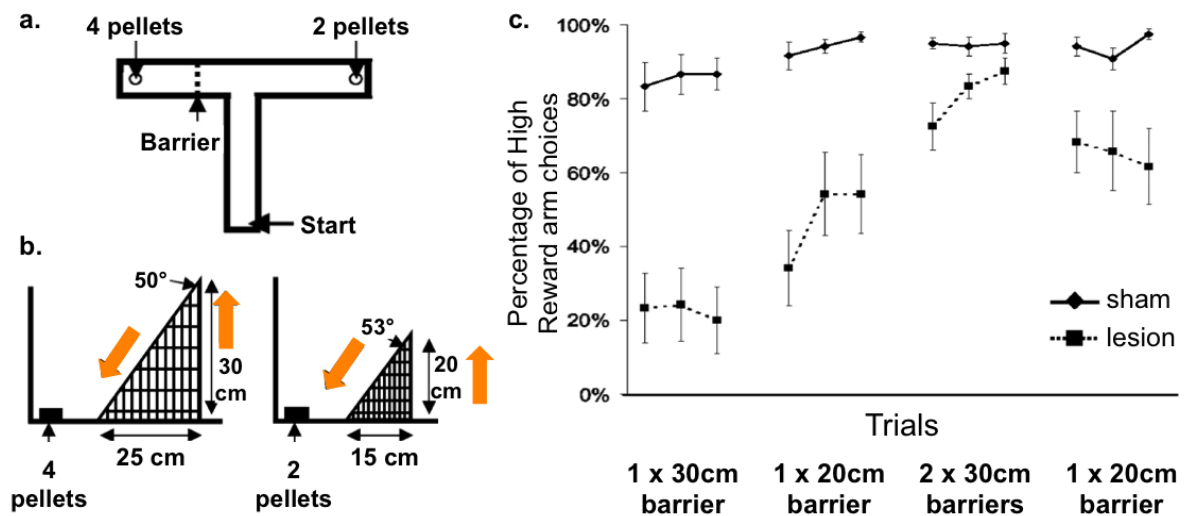 a.
4 pellets
2 pellets
Barrier
Start
b.
50°
30
cm
25 cm
4
pellets
53°
20
cm
15 cm
2
pellets
c.
Percentage of High
Reward arm choices
100%
80%
60%
40%
20%
0%
sham
lesion
Trials
1 x 30cm
barrier
1 x 20cm
barrier
2 x 30cm
barriers
1 x 20cm
barrier